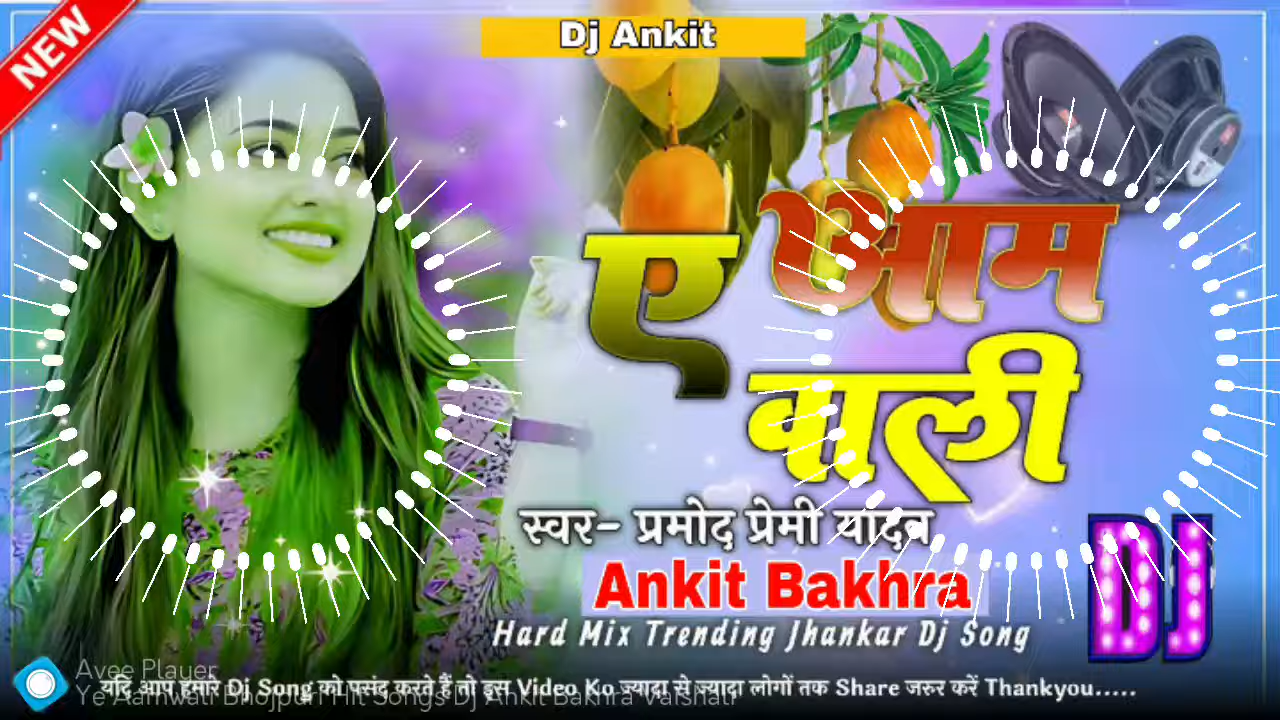 NEW
Dj Ankit
ए आम
वाली
स्वर- प्रमोद प्रेमी यादव
Ankit Bakhra
Hard Mix Trending Jhankar Dj Song
DJ
Avee Player
यदि आप हमारे Dj Song को पसंद करते हैं तो इस Video Ko ज्यादा से ज्यादा लोगों तक Share जरुर करें Thankyou.....
Ye Aamwali Bhojpuri Hit Songs Dj Ankit Bakhra Vaishali